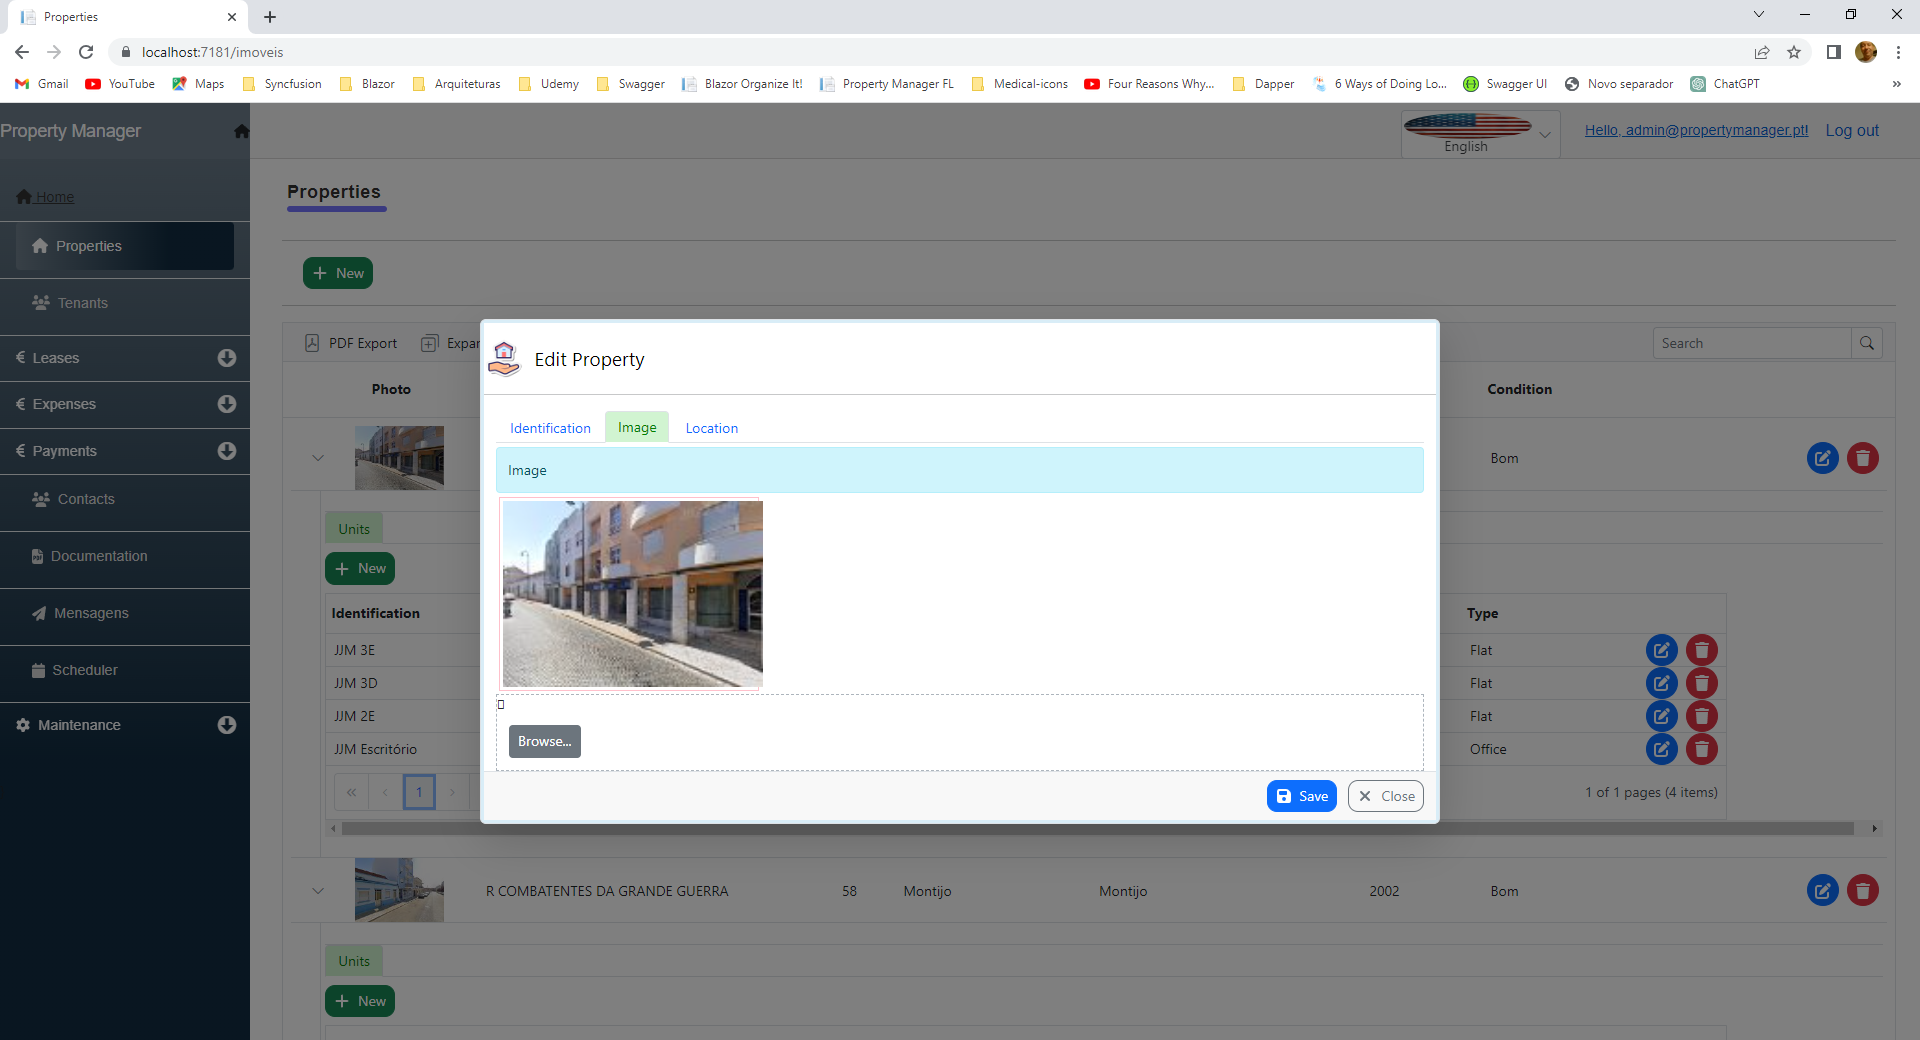 Properties
localhost:7181/imoveis
Gmail YouTube Maps Syncfusion Blazor Arquiteturas Udemy Swagger Blazor Organize It! Property Manager FL Medical-icons Four Reasons Why... Dapper 6 Ways of Doing Lo... Swagger UI Novo separador ChatGPT »
Property Manager
English
Hello, admin@propertymanager.pt! Log out
Home
Properties
Tenants
€ Leases
€ Expenses
€ Payments
Contacts
Documentation
Mensagens
Scheduler
Maintenance
Properties
+ New
PDF Export Expan
Search
Photo Condition
Bom
Units
+ New
Identification Type
JJM 3E Flat
JJM 3D Flat
JJM 2E Flat
JJM Escritório Office
1
1 of 1 pages (4 items)
Edit Property
Identification Image Location
Image
Browse...
Save Close
R COMBATENTES DA GRANDE GUERRA 58 Montijo Montijo 2002 Bom
Units
+ New